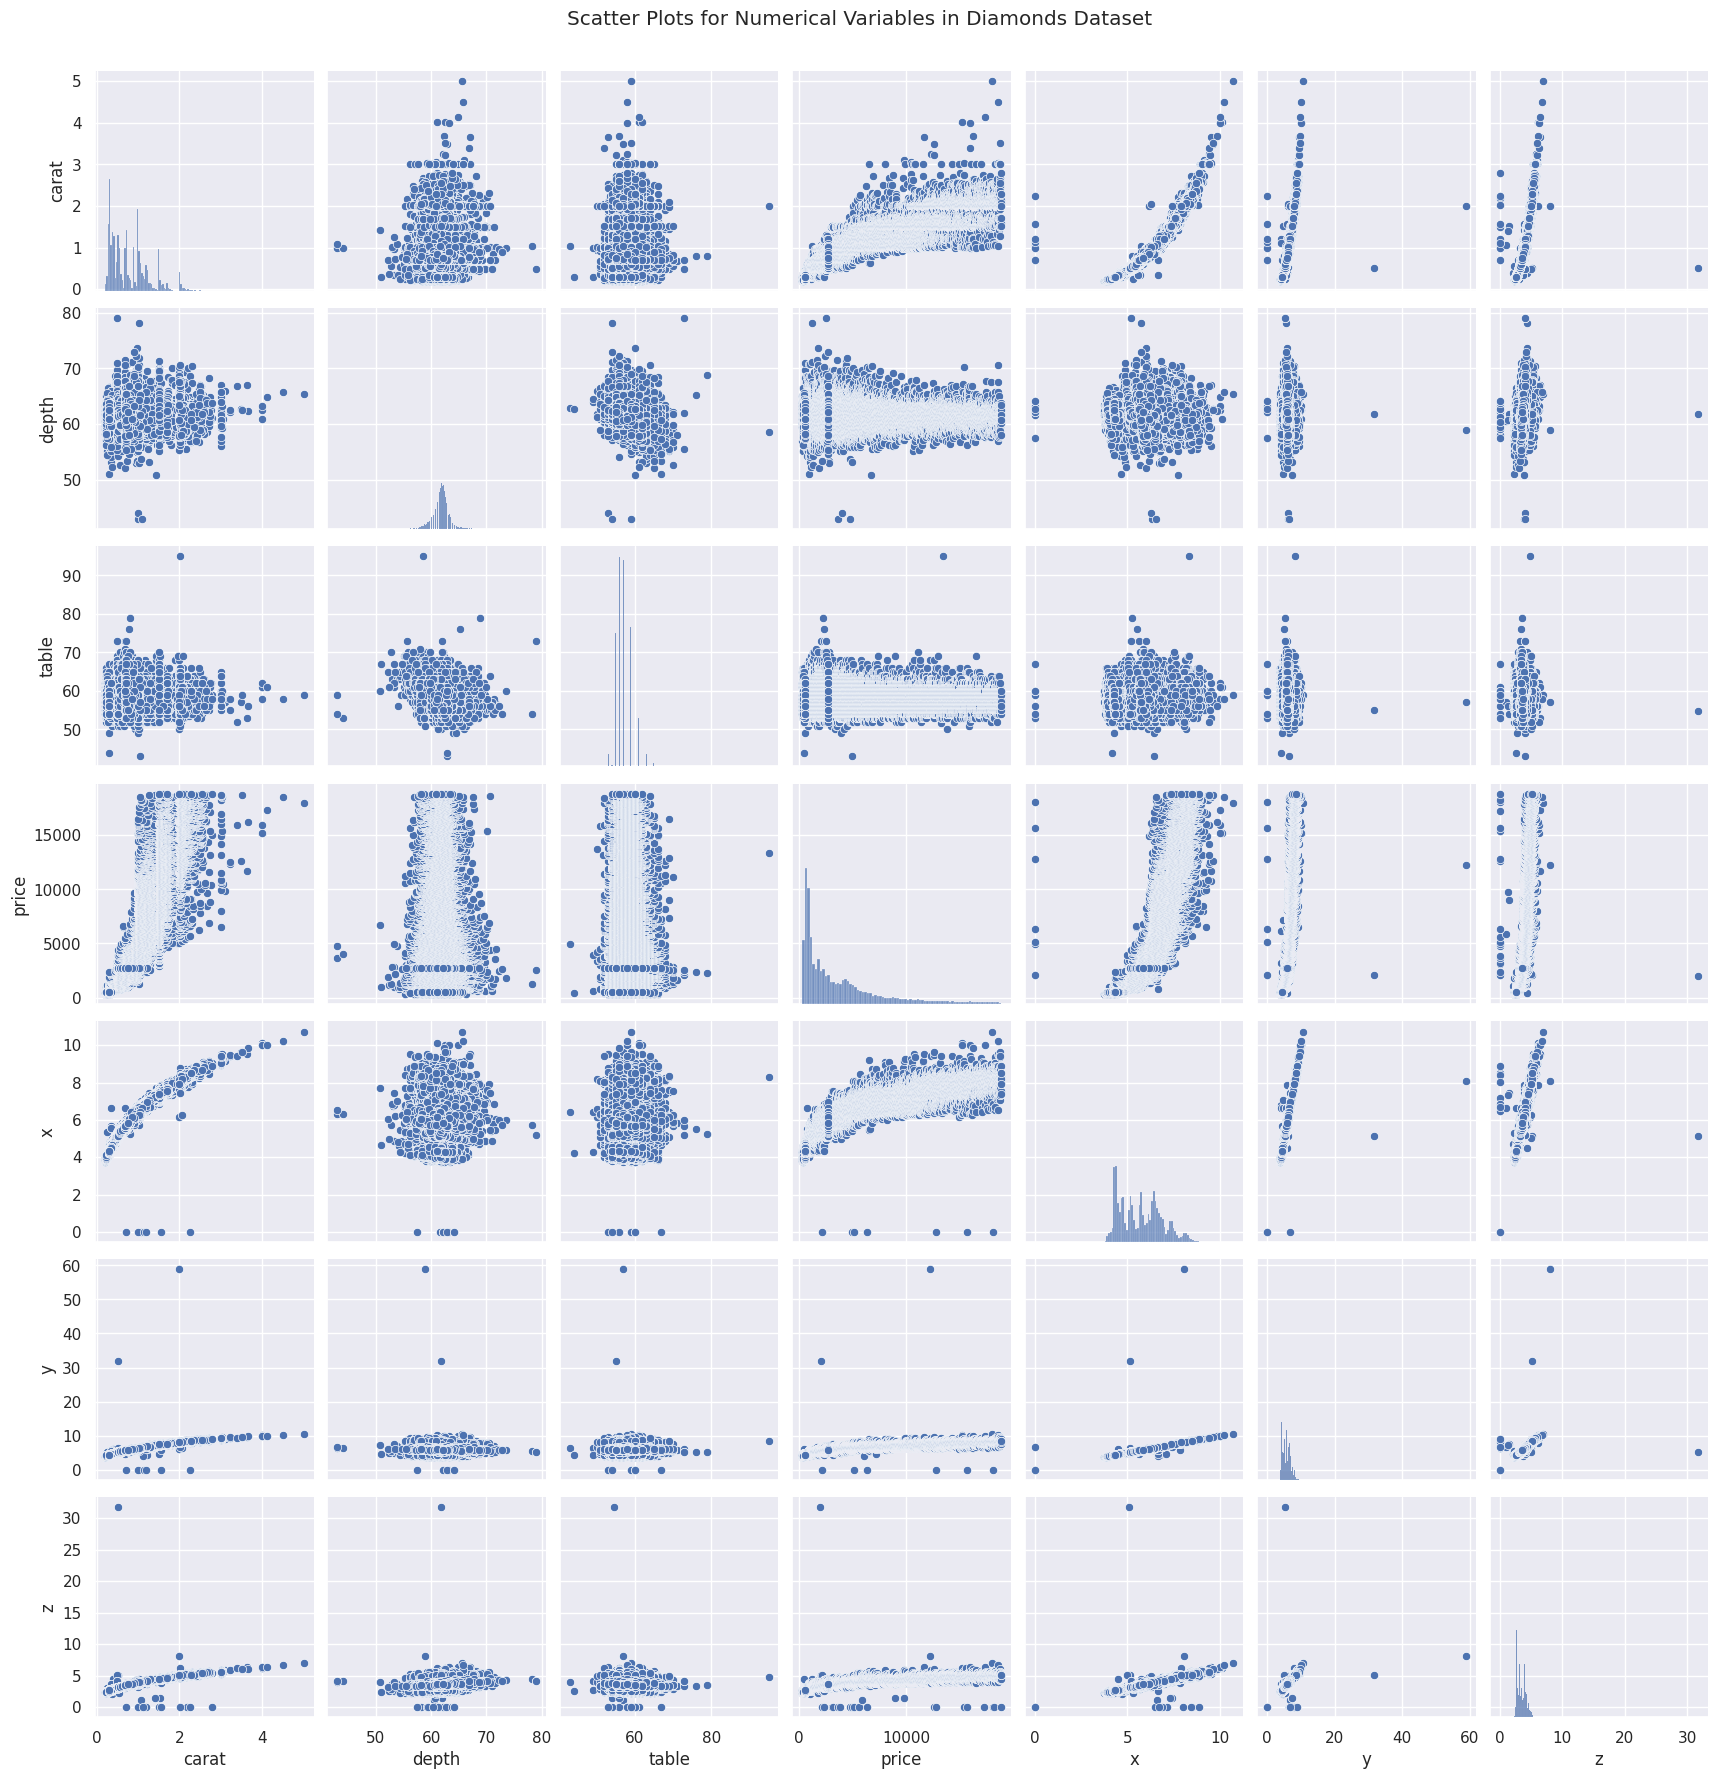 Scatter Plots for Numerical Variables in Diamonds Dataset
5
4
3
2
1
0
carat
80
70
60
50
depth
90
80
70
60
50
table
15000
10000
5000
0
price
10
8
6
4
2
0
x
60
50
40
30
20
10
0
y
30
25
20
15
10
5
0
z
0 2 4
50 60 70 80
60 80
0 10000
0 5 10
0 20 40 60
0 10 20 30
carat depth table price x y z